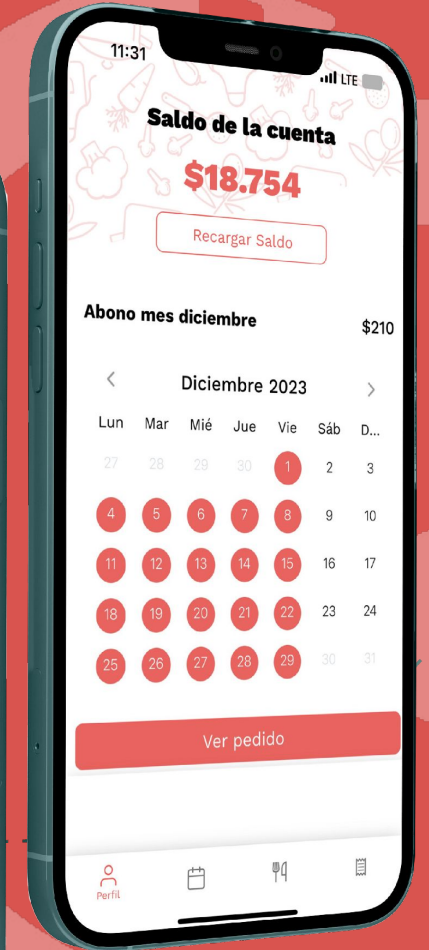 11:31 LTE
Saldo de la cuenta
$18.754
Recargar Saldo
Abono mes diciembre $210
Diciembre 2023
Lun Mar Mié Jue Vie Sáb D...
27 28 29 30 1 2 3
4 5 6 7 8 9 10
11 12 13 14 15 16 17
18 19 20 21 22 23 24
25 26 27 28 29 30 31
Ver pedido
Perfil